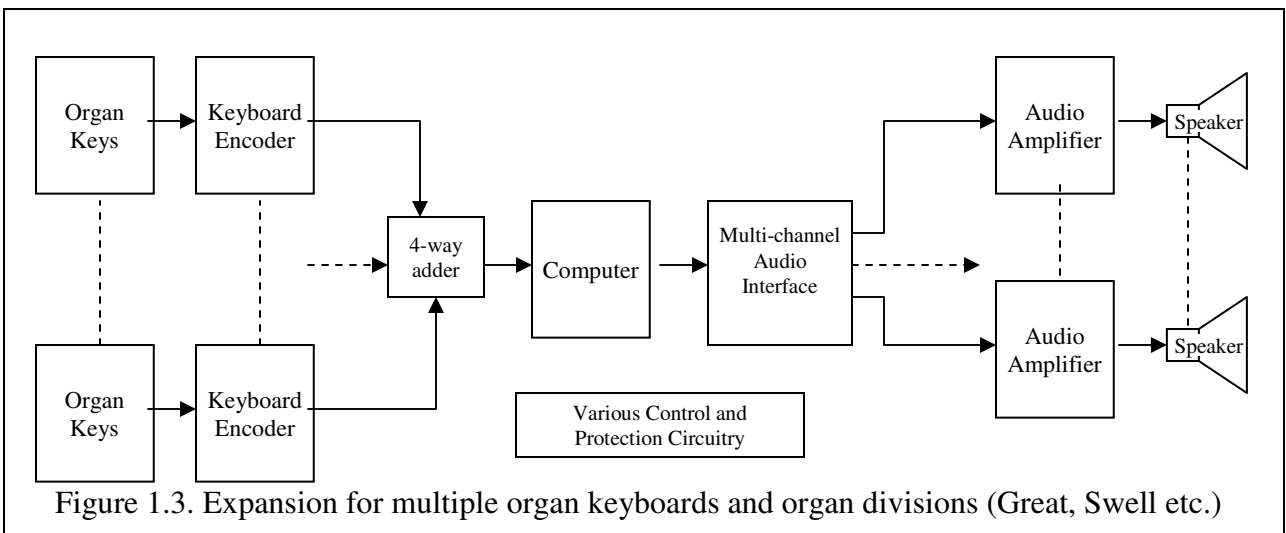 Organ
Keys
Keyboard
Encoder
4-way
adder
Computer
Multi-channel
Audio
Interface
Audio
Amplifier
Speaker
Audio
Amplifier
Speaker
Organ
Keys
Keyboard
Encoder
Various Control and
Protection Circuitry
Figure 1.3. Expansion for multiple organ keyboards and organ divisions (Great, Swell etc.)